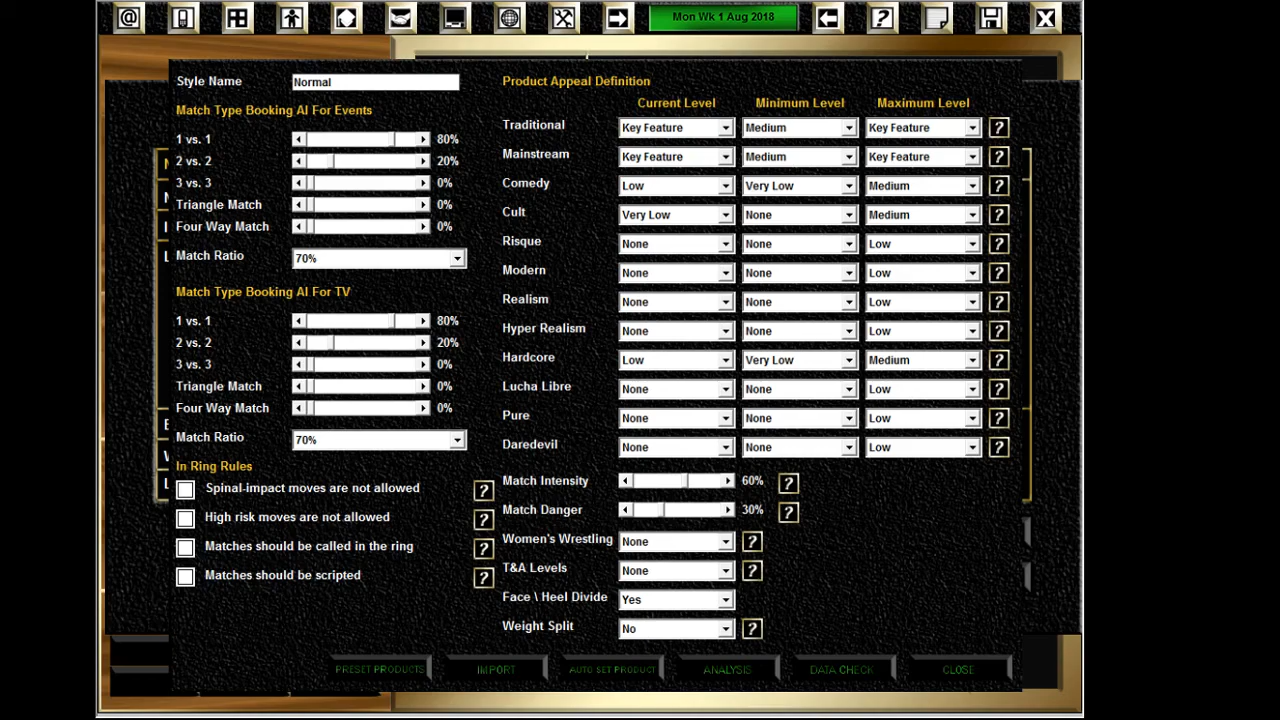 Mon Wk 1 Aug 2018
Style Name Normal
Match Type Booking AI For Events
1 vs. 1 80%
2 vs. 2 20%
3 vs. 3 0%
Triangle Match 0%
Four Way Match 0%
Match Ratio 70%
Match Type Booking AI For TV
1 vs. 1 80%
2 vs. 2 20%
3 vs. 3 0%
Triangle Match 0%
Four Way Match 0%
Match Ratio 70%
In Ring Rules
Spinal-impact moves are not allowed ?
High risk moves are not allowed ?
Matches should be called in the ring ?
Matches should be scripted ?
Product Appeal Definition
Current Level Minimum Level Maximum Level
Traditional Key Feature Medium Key Feature ?
Mainstream Key Feature Medium Key Feature ?
Comedy Low Very Low Medium ?
Cult Very Low None Medium ?
Risque None None Low ?
Modern None None Low ?
Realism None None Low ?
Hyper Realism None None Low ?
Hardcore Low Very Low Medium ?
Lucha Libre None None Low ?
Pure None None Low ?
Daredevil None None Low ?
Match Intensity 60% ?
Match Danger 30% ?
Women's Wrestling None ?
T&A Levels None ?
Face \ Heel Divide Yes
Weight Split No ?
PRESET PRODUCTS IMPORT AUTO SET PRODUCT ANALYSIS DATA CHECK CLOSE